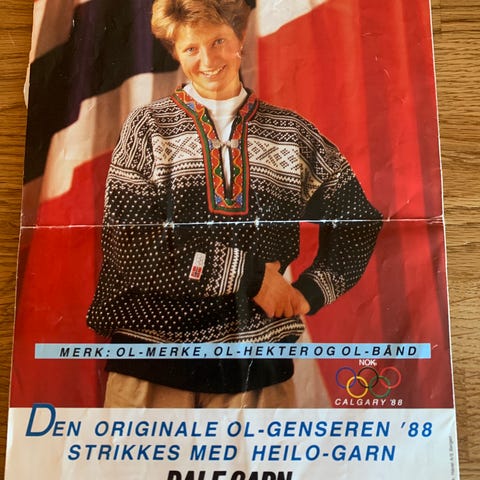 MERK: OL-MERKE, OL-HEKTER OG OL-BÅND
NOK
CALGARY '88
DEN ORIGINALE OL-GENSEREN '88
STRIKKES MED HEILO-GARN
DALE GARN